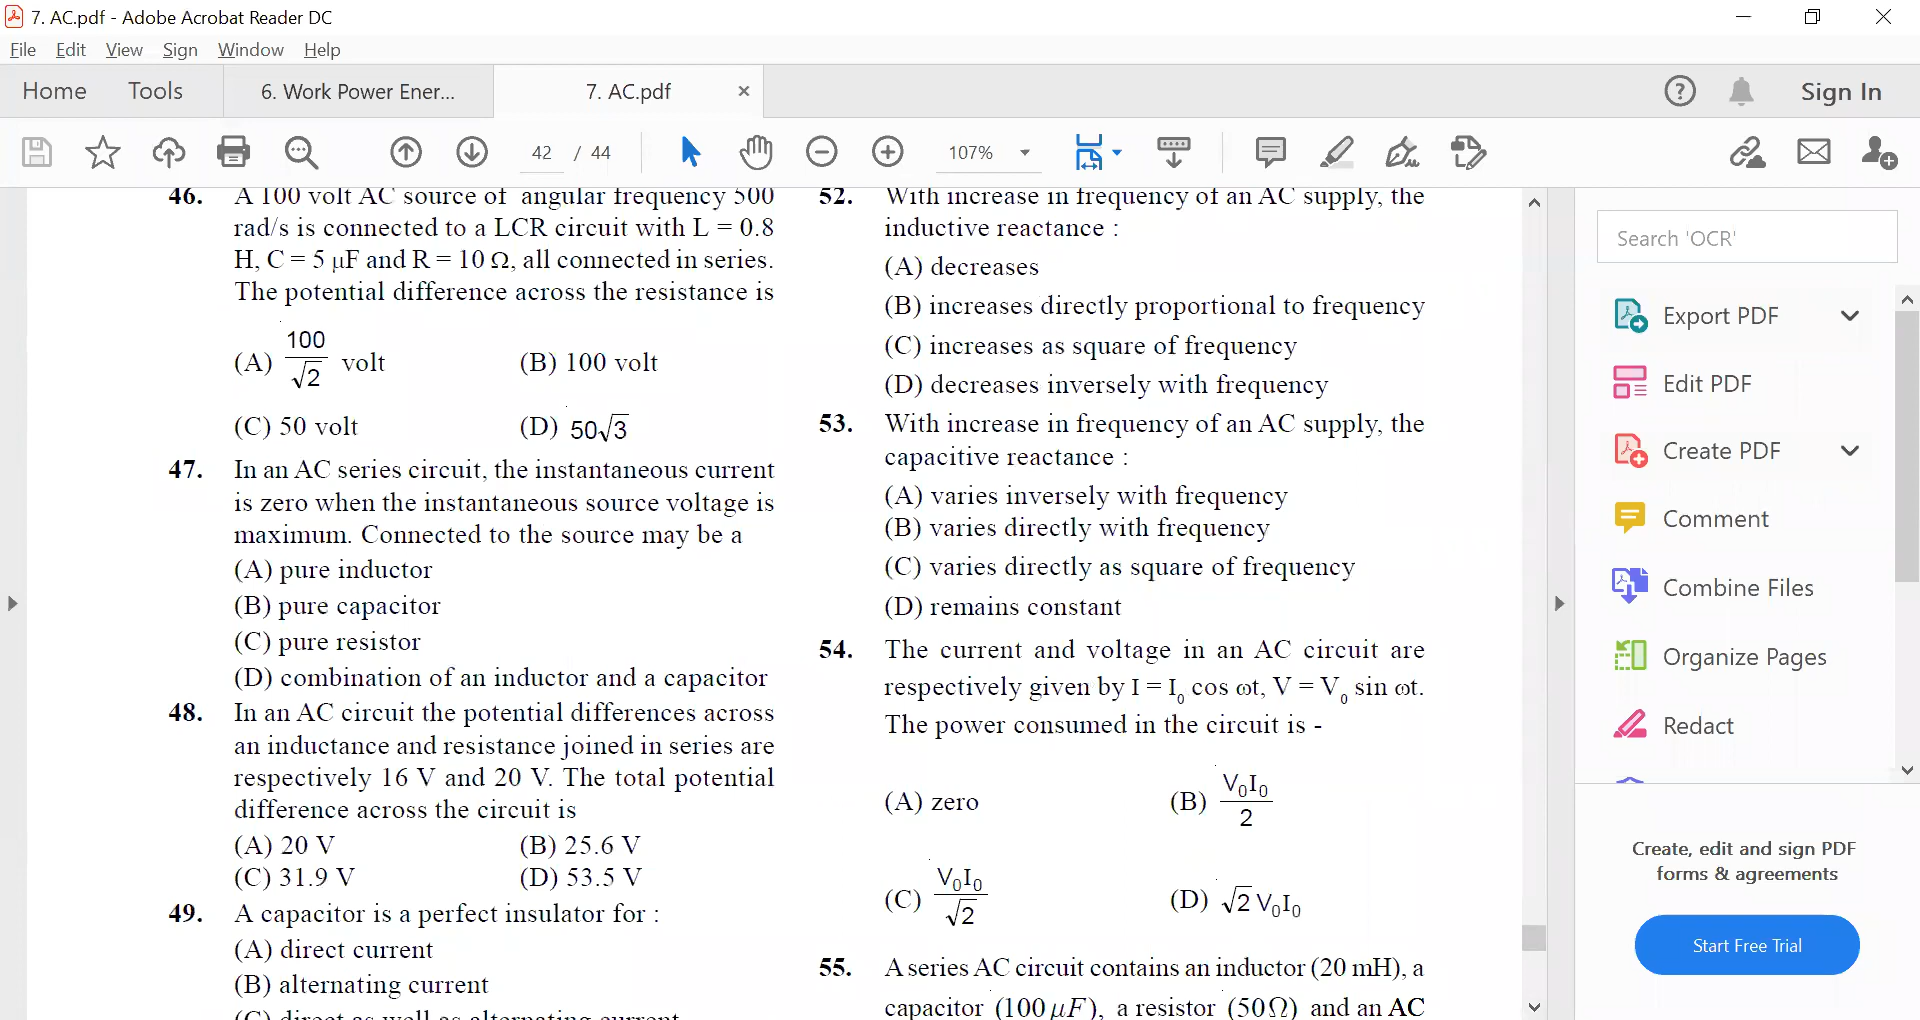 7. AC.pdf - Adobe Acrobat Reader DC
File Edit View Sign Window Help
Home Tools 6. Work Power Ener... 7. AC.pdf × Sign In
42 / 44 107%
46. A 100 volt AC source of angular frequency 500
rad/s is connected to a LCR circuit with L = 0.8
H, C = 5 μF and R = 10 Ω, all connected in series.
The potential difference across the resistance is
(A) 100/√2 volt (B) 100 volt
(C) 50 volt (D) 50√3
47. In an AC series circuit, the instantaneous current
is zero when the instantaneous source voltage is
maximum. Connected to the source may be a
(A) pure inductor
(B) pure capacitor
(C) pure resistor
(D) combination of an inductor and a capacitor
48. In an AC circuit the potential differences across
an inductance and resistance joined in series are
respectively 16 V and 20 V. The total potential
difference across the circuit is
(A) 20 V (B) 25.6 V
(C) 31.9 V (D) 53.5 V
49. A capacitor is a perfect insulator for :
(A) direct current
(B) alternating current
(C) direct as well as alternating current
52. With increase in frequency of an AC supply, the
inductive reactance :
(A) decreases
(B) increases directly proportional to frequency
(C) increases as square of frequency
(D) decreases inversely with frequency
53. With increase in frequency of an AC supply, the
capacitive reactance :
(A) varies inversely with frequency
(B) varies directly with frequency
(C) varies directly as square of frequency
(D) remains constant
54. The current and voltage in an AC circuit are
respectively given by I = I₀ cos ωt, V = V₀ sin ωt.
The power consumed in the circuit is -
(A) zero (B) V₀I₀/2
(C) V₀I₀/√2 (D) √2 V₀I₀
55. A series AC circuit contains an inductor (20 mH), a
capacitor (100 μF), a resistor (50Ω) and an AC
Search 'OCR'
Export PDF
Edit PDF
Create PDF
Comment
Combine Files
Organize Pages
Redact
Create, edit and sign PDF
forms & agreements
Start Free Trial